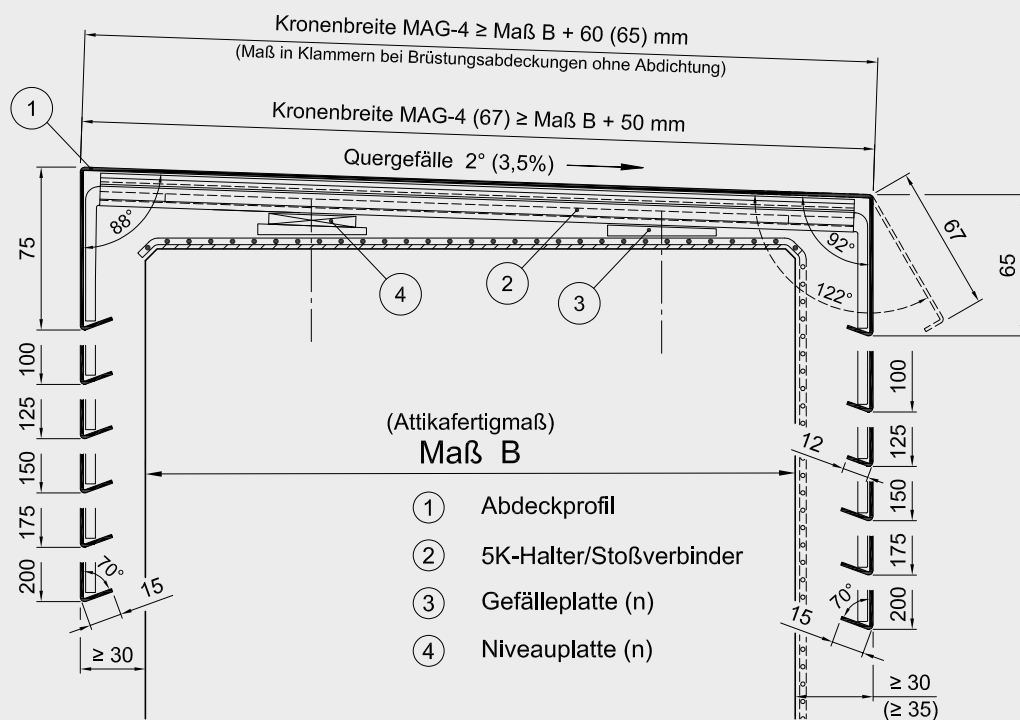 Kronenbreite MAG-4 ≥ Maß B + 60 (65) mm
(Maß in Klammern bei Brüstungsabdeckungen ohne Abdichtung)
1
Kronenbreite MAG-4 (67) ≥ Maß B + 50 mm
Quergefälle 2° (3,5%)
88°
92°
122°
75
67
65
4
2
3
100
125
150
175
200
70°
15
≥ 30
(Attikafertigmaß)
Maß B
1 Abdeckprofil
2 5K-Halter/Stoßverbinder
3 Gefälleplatte (n)
4 Niveauplatte (n)
12
100
125
150
175
200
70°
15
≥ 30
(≥ 35)